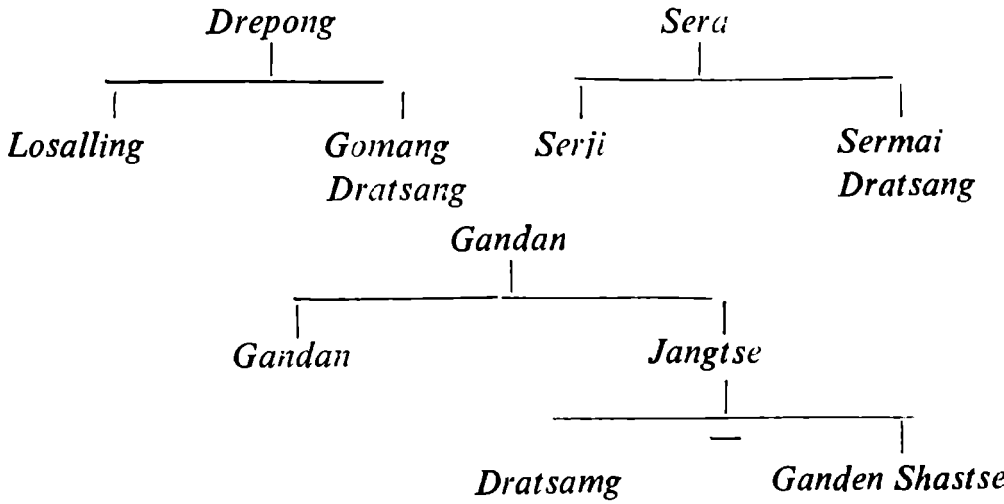 Drepong Sera
Losalling Gomang Serji Sermai
Dratsang Dratsang
Gandan
Gandan Jangtse
Dratsamg Ganden Shastse